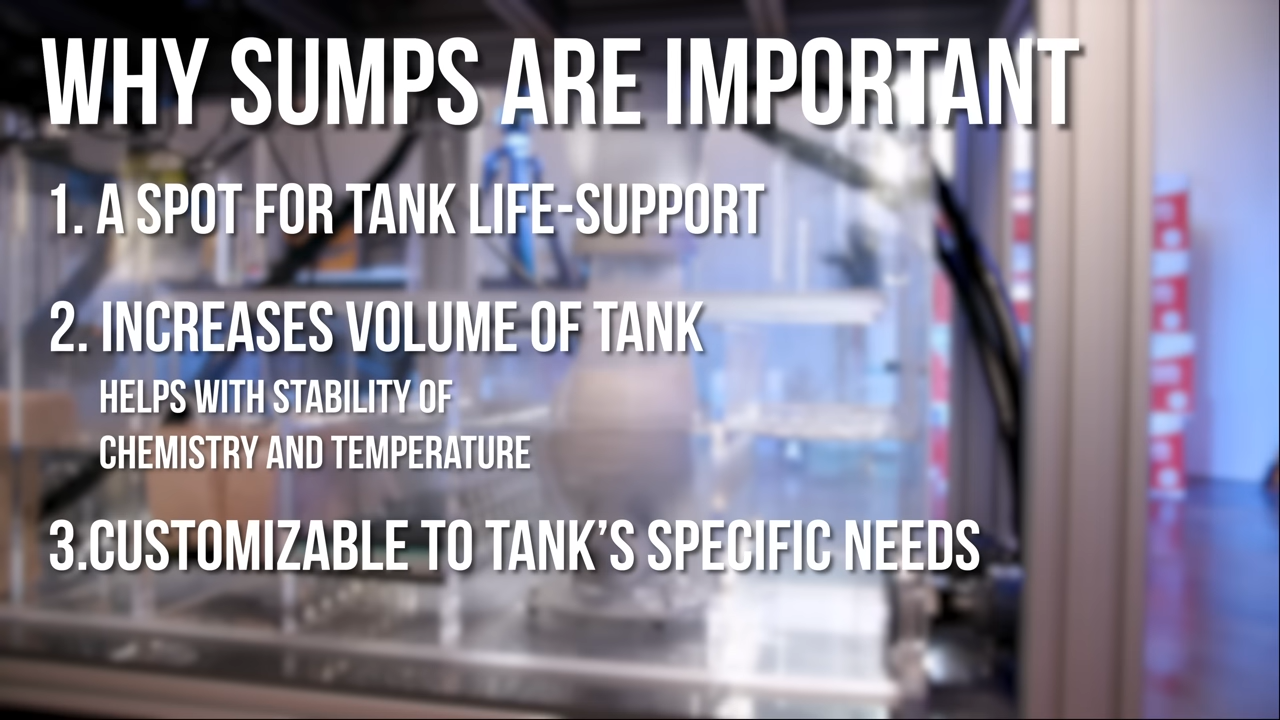 WHY SUMPS ARE IMPORTANT
1. A SPOT FOR TANK LIFE-SUPPORT
2. INCREASES VOLUME OF TANK
HELPS WITH STABILITY OF
CHEMISTRY AND TEMPERATURE
3.CUSTOMIZABLE TO TANK’S SPECIFIC NEEDS